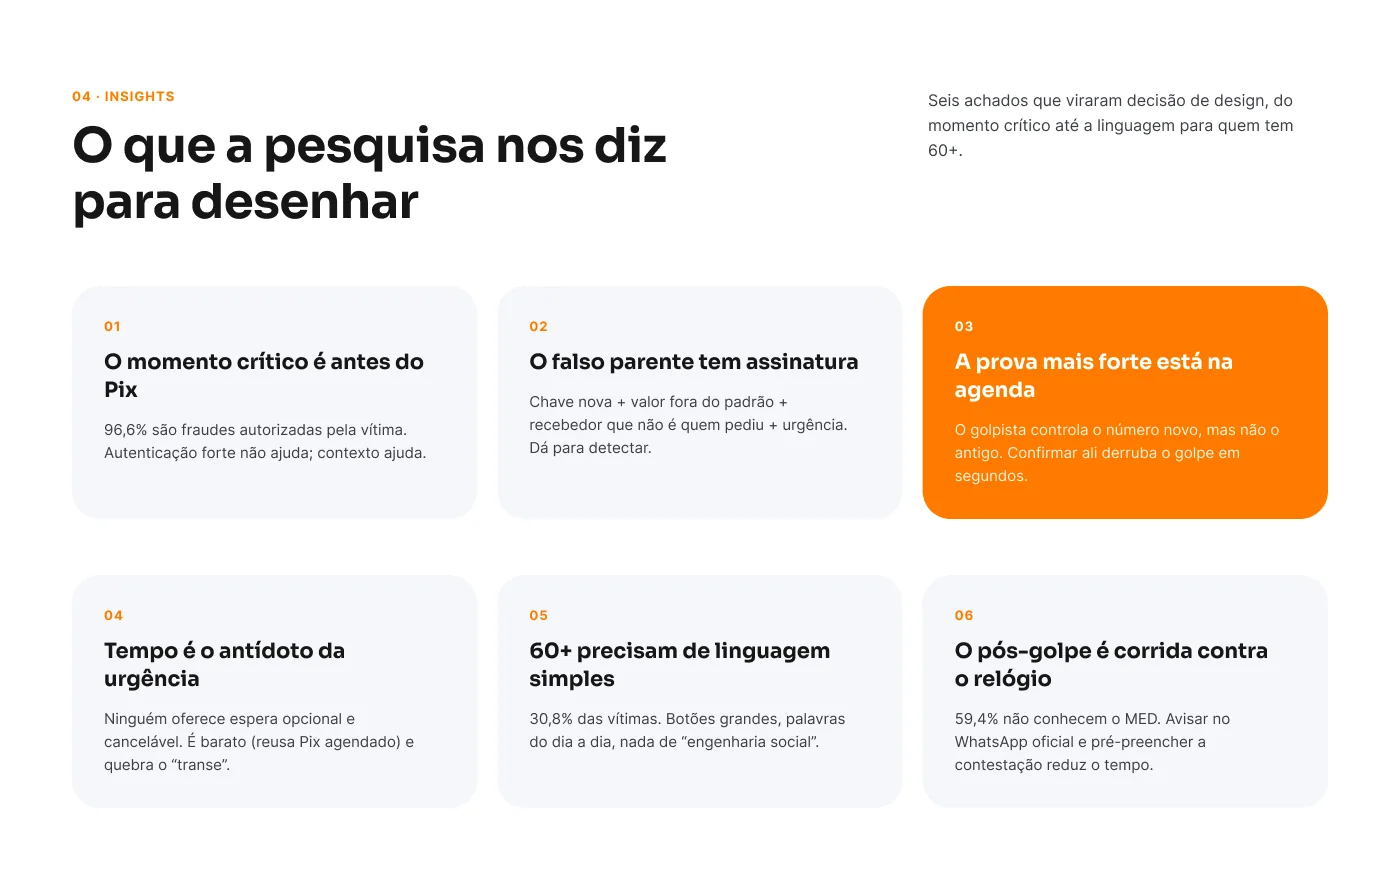 04 · INSIGHTS
O que a pesquisa nos diz
para desenhar
Seis achados que viraram decisão de design, do
momento crítico até a linguagem para quem tem
60+.
01
O momento crítico é antes do
Pix
96,6% são fraudes autorizadas pela vítima.
Autenticação forte não ajuda; contexto ajuda.
02
O falso parente tem assinatura
Chave nova + valor fora do padrão +
recebedor que não é quem pediu + urgência.
Dá para detectar.
03
A prova mais forte está na
agenda
O golpista controla o número novo, mas não o
antigo. Confirmar ali derruba o golpe em
segundos.
04
Tempo é o antídoto da
urgência
Ninguém oferece espera opcional e
cancelável. É barato (reusa Pix agendado) e
quebra o “transe”.
05
60+ precisam de linguagem
simples
30,8% das vítimas. Botões grandes, palavras
do dia a dia, nada de “engenharia social”.
06
O pós-golpe é corrida contra
o relógio
59,4% não conhecem o MED. Avisar no
WhatsApp oficial e pré-preencher a
contestação reduz o tempo.